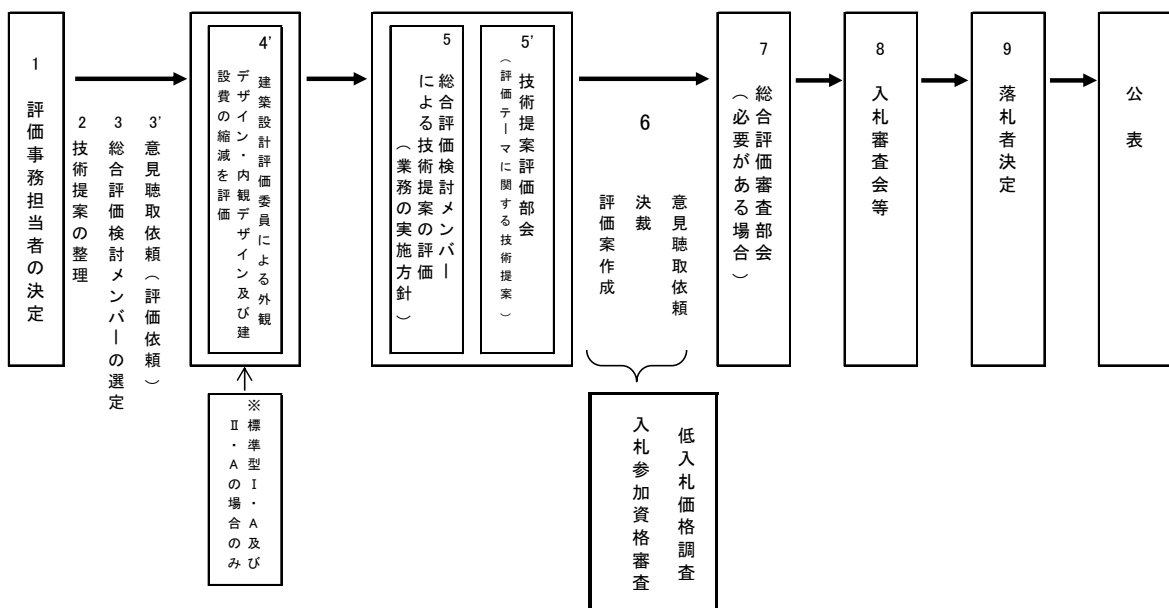 1
評価事務担当者の決定
2
技術提案の整理
3
総合評価検討メンバーの選定
3'
意見聴取依頼（評価依頼）
4'
建築設計評価委員による外観
デザイン・内観デザイン及び建
設費の縮減を評価
※標準型Ⅰ・A及び
Ⅱ・Aの場合のみ
5
総合評価検討メンバー
による技術提案の評価
（業務の実施方針）
5'
技術提案評価部会
（評価テーマに関する技術提案）
6
評価案作成
決裁
意見聴取依頼
入札参加資格審査
低入札価格調査
7
総合評価審査部会
（必要がある場合）
8
入札審査会等
9
落札者決定
公表